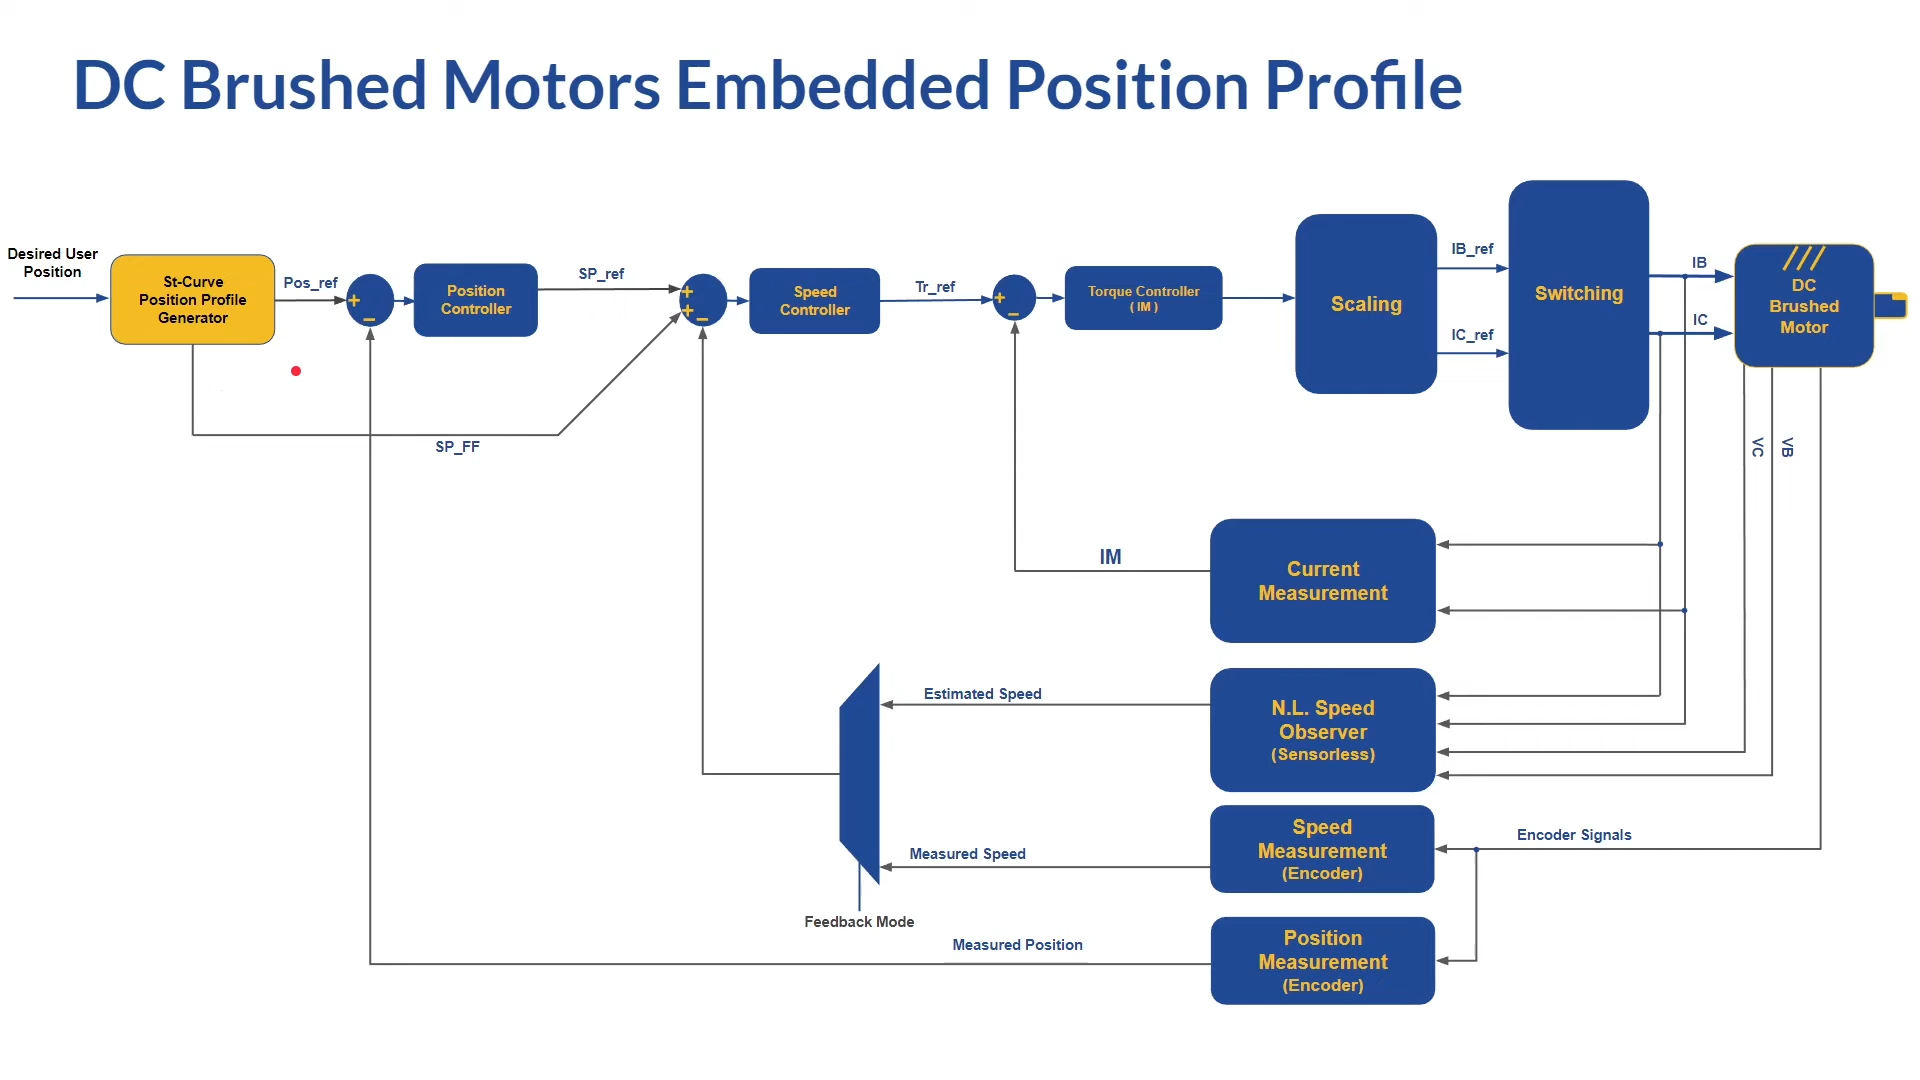 DC Brushed Motors Embedded Position Profile
Desired User
Position
St-Curve
Position Profile
Generator
Pos_ref
+
−
Position
Controller
SP_ref
+
+
−
SP_FF
Speed
Controller
Tr_ref
+
−
Torque Controller
( IM )
Scaling
IB_ref
IC_ref
Switching
IB
IC
DC
Brushed
Motor
VC
VB
IM
Current
Measurement
Estimated Speed
N.L. Speed
Observer
(Sensorless)
Measured Speed
Speed
Measurement
(Encoder)
Encoder Signals
Feedback Mode
Measured Position
Position
Measurement
(Encoder)